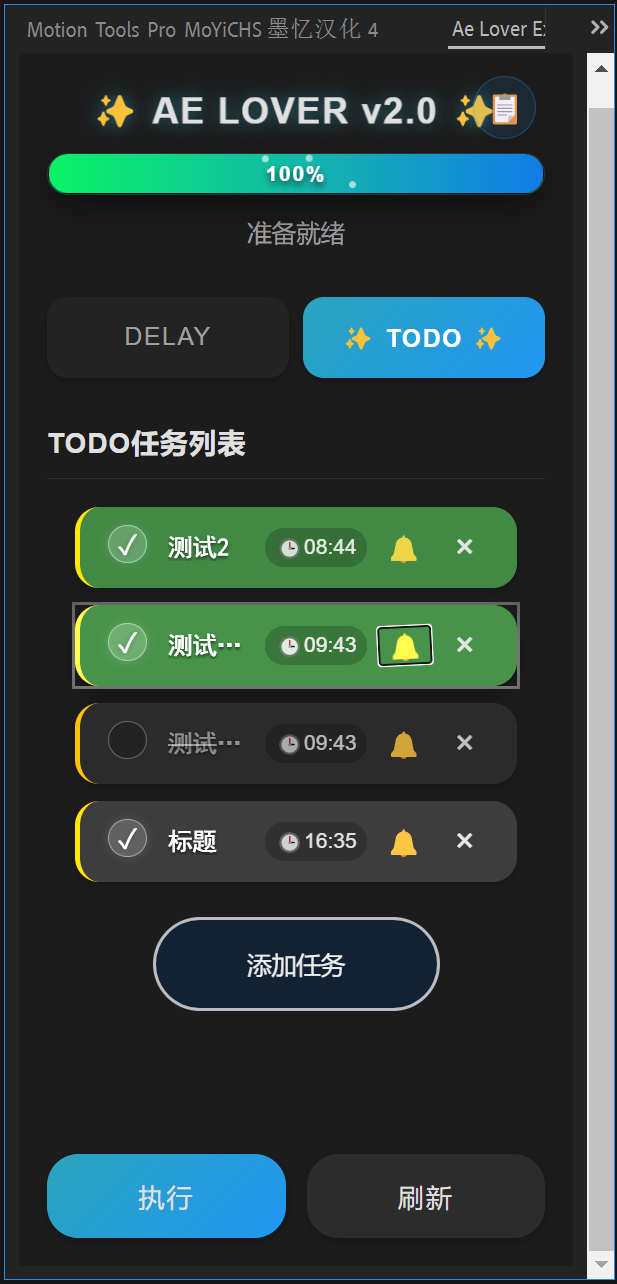 Motion Tools Pro MoYiCHS 墨忆汉化 4 Ae Lover Ex
✨ AE LOVER v2.0 ✨
100%
准备就绪
DELAY ✨ TODO ✨
TODO任务列表
✓ 测试2 08:44 ×
✓ 测试… 09:43 ×
测试… 09:43 ×
✓ 标题 16:35 ×
添加任务
执行 刷新